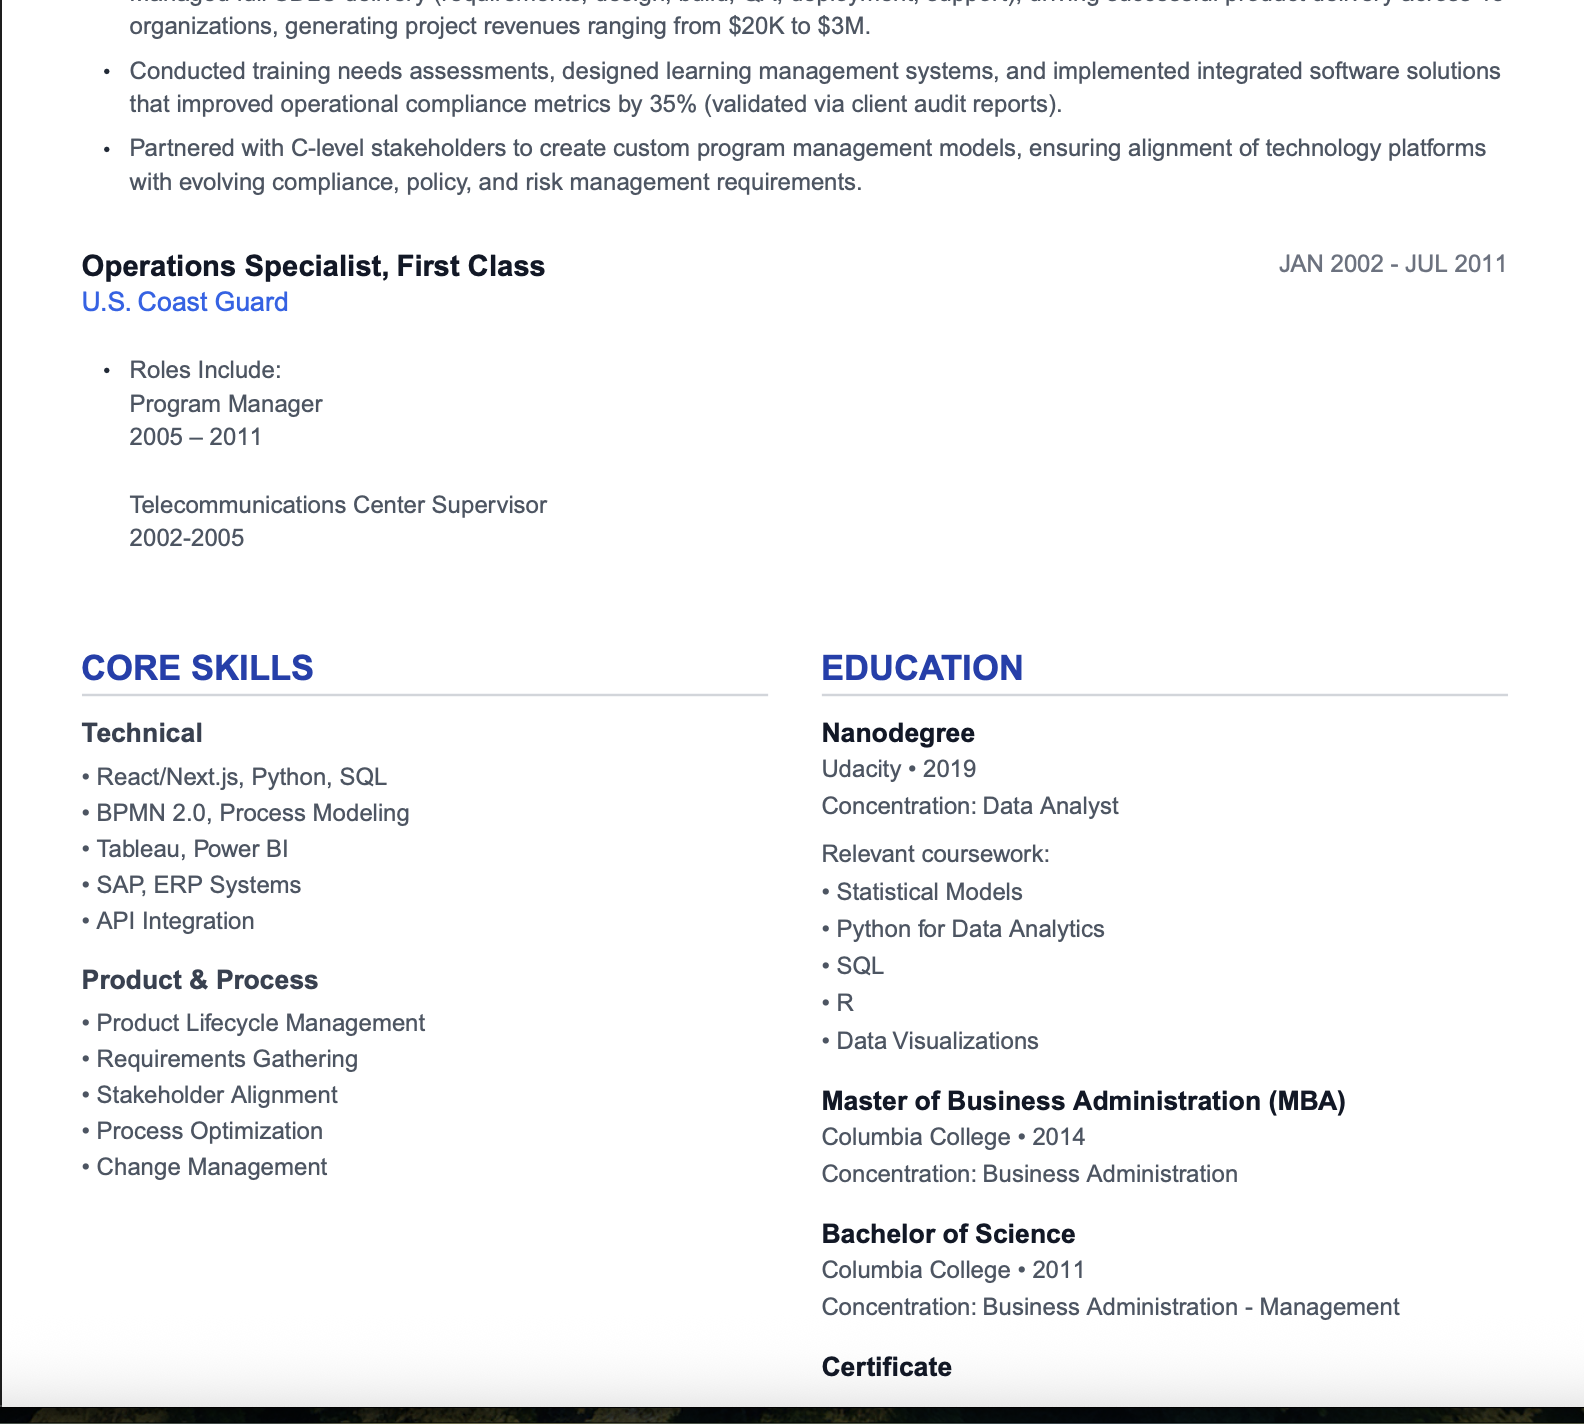 organizations, generating project revenues ranging from $20K to $3M.
• Conducted training needs assessments, designed learning management systems, and implemented integrated software solutions
that improved operational compliance metrics by 35% (validated via client audit reports).
• Partnered with C-level stakeholders to create custom program management models, ensuring alignment of technology platforms
with evolving compliance, policy, and risk management requirements.
Operations Specialist, First Class
JAN 2002 - JUL 2011
U.S. Coast Guard
• Roles Include:
Program Manager
2005 – 2011
Telecommunications Center Supervisor
2002-2005
CORE SKILLS
Technical
• React/Next.js, Python, SQL
• BPMN 2.0, Process Modeling
• Tableau, Power BI
• SAP, ERP Systems
• API Integration
Product & Process
• Product Lifecycle Management
• Requirements Gathering
• Stakeholder Alignment
• Process Optimization
• Change Management
EDUCATION
Nanodegree
Udacity • 2019
Concentration: Data Analyst
Relevant coursework:
• Statistical Models
• Python for Data Analytics
• SQL
• R
• Data Visualizations
Master of Business Administration (MBA)
Columbia College • 2014
Concentration: Business Administration
Bachelor of Science
Columbia College • 2011
Concentration: Business Administration - Management
Certificate